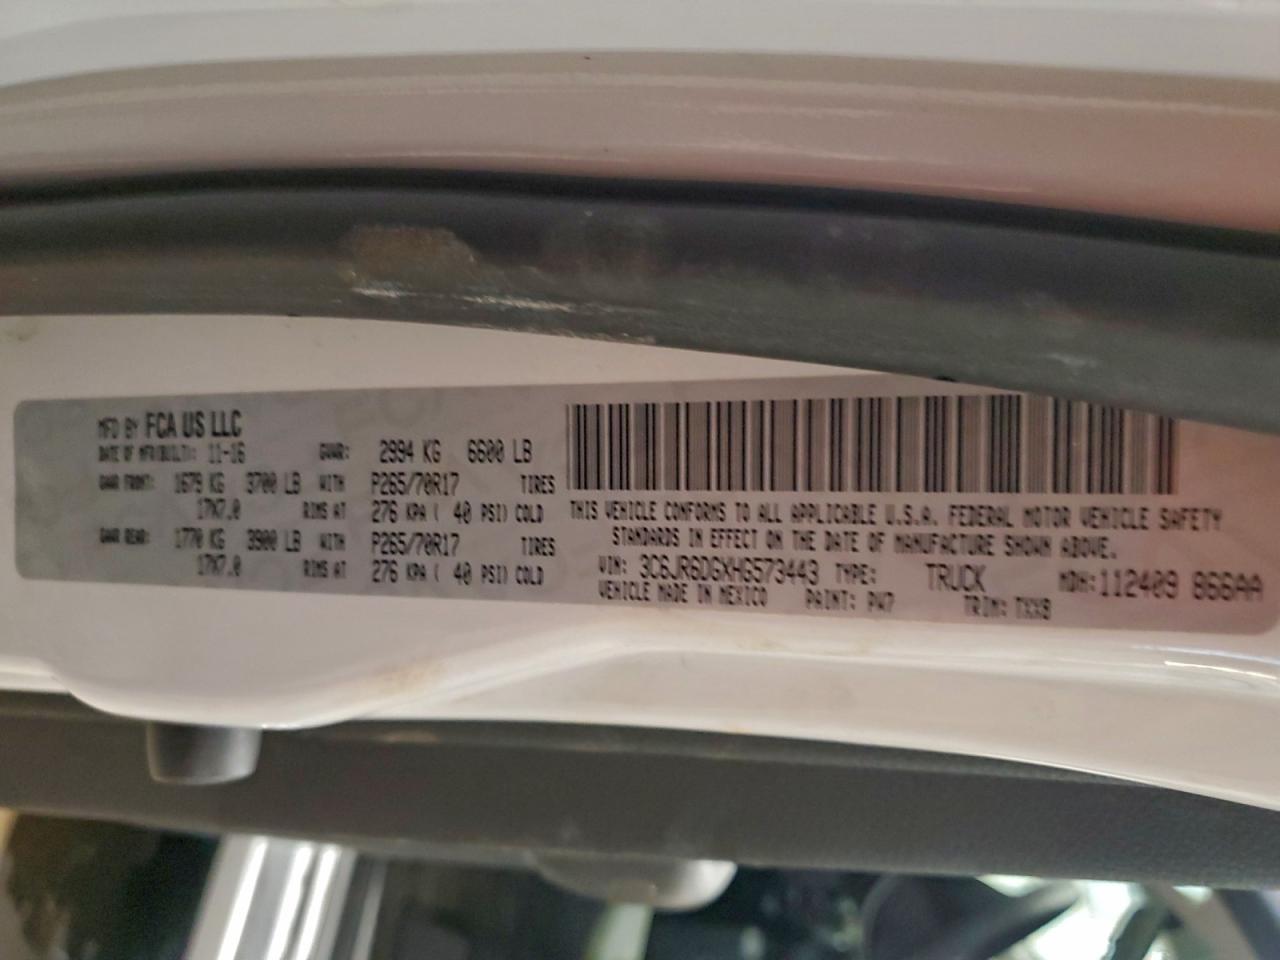 MFD BY FCA US LLC
DATE OF MFR(BUILT): 11-16 GVWR: 2994 KG 6600 LB
GAWR FRONT: 1679 KG 3700 LB WITH P265/70R17 TIRES
17X7.0 RIMS AT 276 KPA ( 40 PSI) COLD
GAWR REAR: 1770 KG 3900 LB WITH P265/70R17 TIRES
17X7.0 RIMS AT 276 KPA ( 40 PSI) COLD
THIS VEHICLE CONFORMS TO ALL APPLICABLE U.S.A. FEDERAL MOTOR VEHICLE SAFETY
STANDARDS IN EFFECT ON THE DATE OF MANUFACTURE SHOWN ABOVE.
VIN: 3C6JR6DGXHG573443 TYPE: TRUCK MDH: 112409 866AA
VEHICLE MADE IN MEXICO PAINT: PW7 TRIM: TXX8